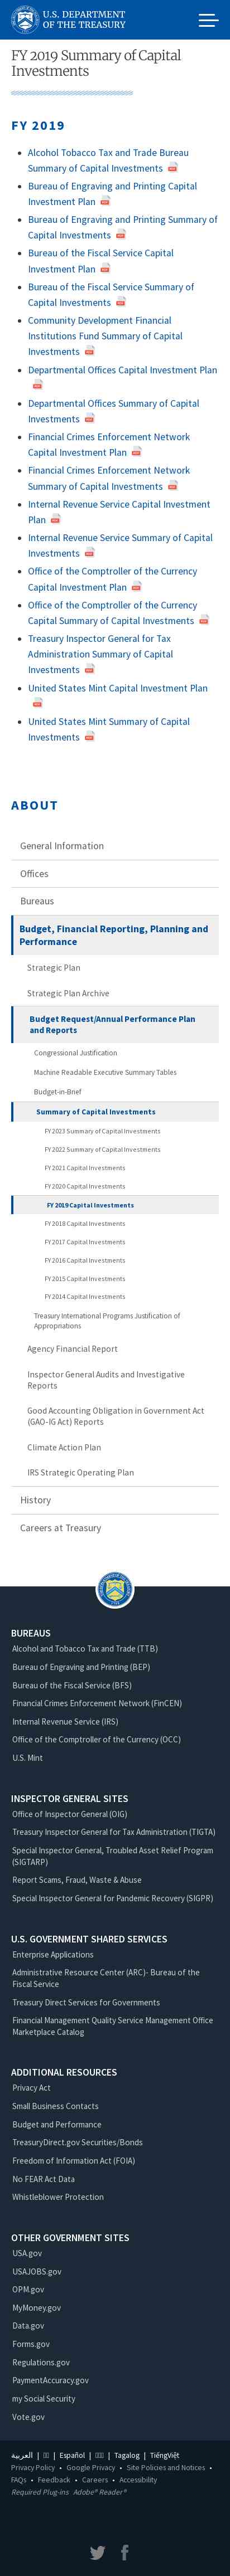 U.S. DEPARTMENT
OF THE TREASURY
FY 2019 Summary of Capital
Investments
FY 2019
Alcohol Tobacco Tax and Trade Bureau
Summary of Capital Investments
Bureau of Engraving and Printing Capital
Investment Plan
Bureau of Engraving and Printing Summary of
Capital Investments
Bureau of the Fiscal Service Capital
Investment Plan
Bureau of the Fiscal Service Summary of
Capital Investments
Community Development Financial
Institutions Fund Summary of Capital
Investments
Departmental Offices Capital Investment Plan
Departmental Offices Summary of Capital
Investments
Financial Crimes Enforcement Network
Capital Investment Plan
Financial Crimes Enforcement Network
Summary of Capital Investments
Internal Revenue Service Capital Investment
Plan
Internal Revenue Service Summary of Capital
Investments
Office of the Comptroller of the Currency
Capital Investment Plan
Office of the Comptroller of the Currency
Capital Summary of Capital Investments
Treasury Inspector General for Tax
Administration Summary of Capital
Investments
United States Mint Capital Investment Plan
United States Mint Summary of Capital
Investments
ABOUT
General Information
Offices
Bureaus
Budget, Financial Reporting, Planning and
Performance
Strategic Plan
Strategic Plan Archive
Budget Request/Annual Performance Plan
and Reports
Congressional Justification
Machine Readable Executive Summary Tables
Budget-in-Brief
Summary of Capital Investments
FY 2023 Summary of Capital Investments
FY 2022 Summary of Capital Investments
FY 2021 Capital Investments
FY 2020 Capital Investments
FY 2019 Capital Investments
FY 2018 Capital Investments
FY 2017 Capital Investments
FY 2016 Capital Investments
FY 2015 Capital Investments
FY 2014 Capital Investments
Treasury International Programs Justification of
Appropriations
Agency Financial Report
Inspector General Audits and Investigative
Reports
Good Accounting Obligation in Government Act
(GAO-IG Act) Reports
Climate Action Plan
IRS Strategic Operating Plan
History
Careers at Treasury
BUREAUS
Alcohol and Tobacco Tax and Trade (TTB)
Bureau of Engraving and Printing (BEP)
Bureau of the Fiscal Service (BFS)
Financial Crimes Enforcement Network (FinCEN)
Internal Revenue Service (IRS)
Office of the Comptroller of the Currency (OCC)
U.S. Mint
INSPECTOR GENERAL SITES
Office of Inspector General (OIG)
Treasury Inspector General for Tax Administration (TIGTA)
Special Inspector General, Troubled Asset Relief Program
(SIGTARP)
Report Scams, Fraud, Waste & Abuse
Special Inspector General for Pandemic Recovery (SIGPR)
U.S. GOVERNMENT SHARED SERVICES
Enterprise Applications
Administrative Resource Center (ARC)- Bureau of the
Fiscal Service
Treasury Direct Services for Governments
Financial Management Quality Service Management Office
Marketplace Catalog
ADDITIONAL RESOURCES
Privacy Act
Small Business Contacts
Budget and Performance
TreasuryDirect.gov Securities/Bonds
Freedom of Information Act (FOIA)
No FEAR Act Data
Whistleblower Protection
OTHER GOVERNMENT SITES
USA.gov
USAJOBS.gov
OPM.gov
MyMoney.gov
Data.gov
Forms.gov
Regulations.gov
PaymentAccuracy.gov
my Social Security
Vote.gov
العربية | | Español | | Tagalog | TiếngViệt
Privacy Policy • Google Privacy • Site Policies and Notices •
FAQs • Feedback • Careers • Accessibility
Required Plug-ins Adobe® Reader®